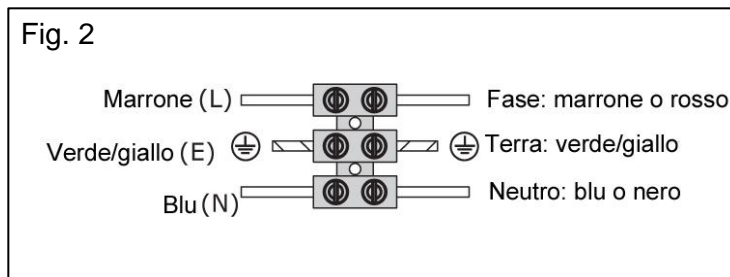 Fig. 2
Marrone (L)
Fase: marrone o rosso
Verde/giallo (E)
Terra: verde/giallo
Blu (N)
Neutro: blu o nero